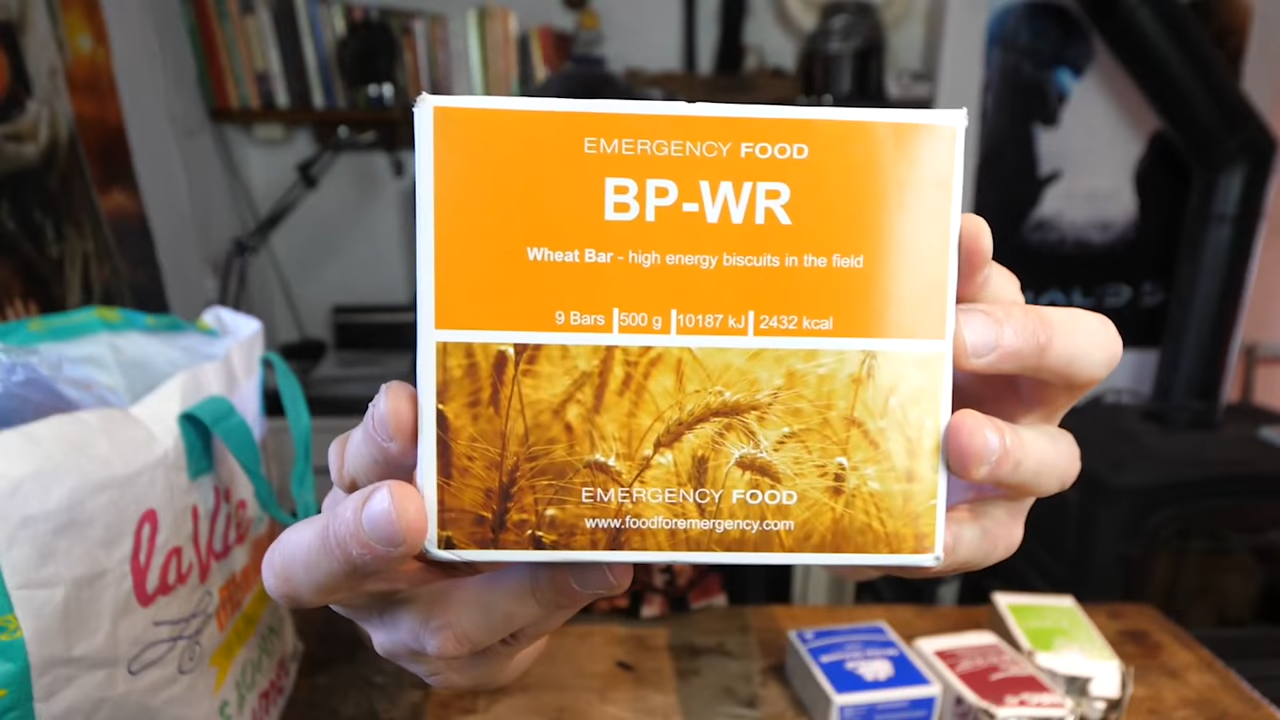 EMERGENCY FOOD
BP-WR
Wheat Bar - high energy biscuits in the field
9 Bars | 500 g | 10187 kJ | 2432 kcal
EMERGENCY FOOD
www.foodforemergency.com
la Vie